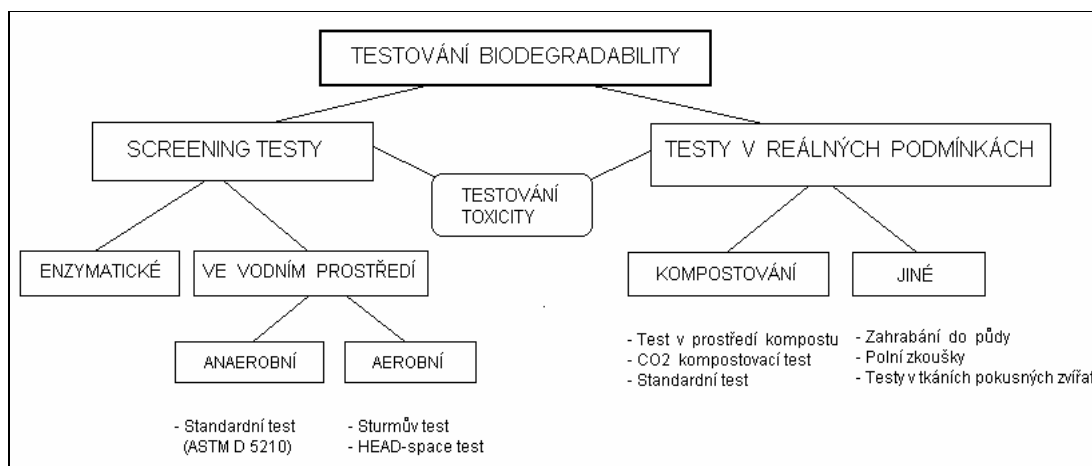 TESTOVÁNÍ BIODEGRADABILITY
SCREENING TESTY
TESTY V REÁLNÝCH PODMÍNKÁCH
TESTOVÁNÍ
TOXICITY
ENZYMATICKÉ
VE VODNÍM PROSTŘEDÍ
KOMPOSTOVÁNÍ
JINÉ
ANAEROBNÍ
AEROBNÍ
- Test v prostředí kompostu
- CO2 kompostovací test
- Standardní test
- Zahrabání do půdy
- Polní zkoušky
- Testy v tkáních pokusných zvířat
- Standardní test
(ASTM D 5210)
- Sturmův test
- HEAD-space test